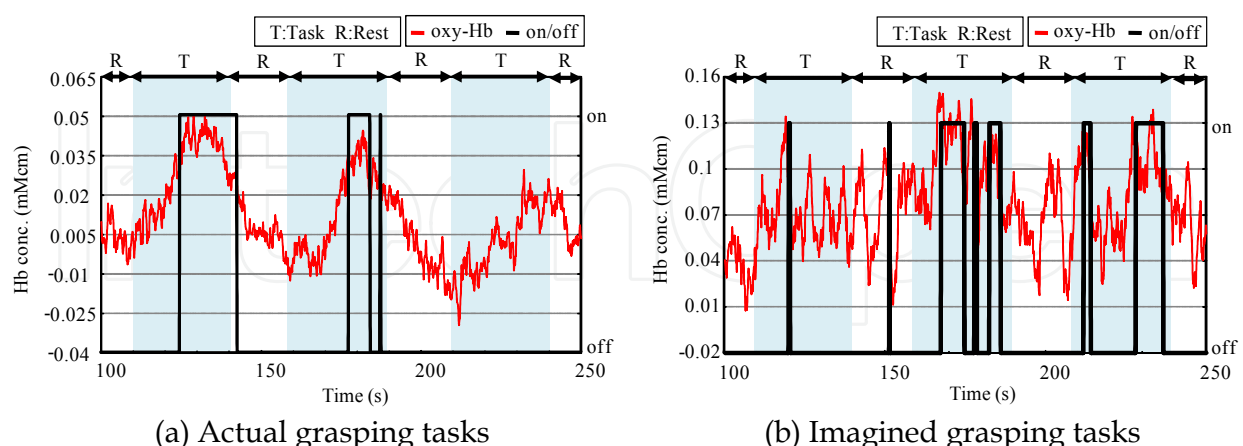 T:Task R:Rest
oxy-Hb on/off
R T R T R T R
0.065
0.05
0.035
0.02
0.005
-0.01
-0.025
-0.04
Hb conc. (mMcm)
on
off
100 150 200 250
Time (s)
(a) Actual grasping tasks
T:Task R:Rest
oxy-Hb on/off
R T R T R T R
0.16
0.13
0.1
0.07
0.04
0.01
-0.02
Hb conc. (mMcm)
on
off
100 150 200 250
Time (s)
(b) Imagined grasping tasks